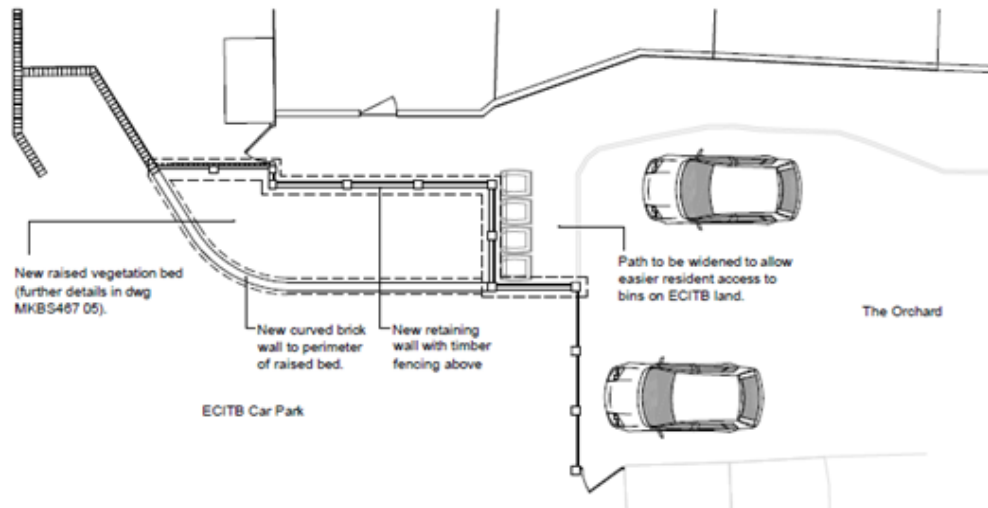 New raised vegetation bed
(further details in dwg
MKBS467 05).
New curved brick
wall to perimeter
of raised bed.
New retaining
wall with timber
fencing above
Path to be widened to allow
easier resident access to
bins on ECITB land.
The Orchard
ECITB Car Park